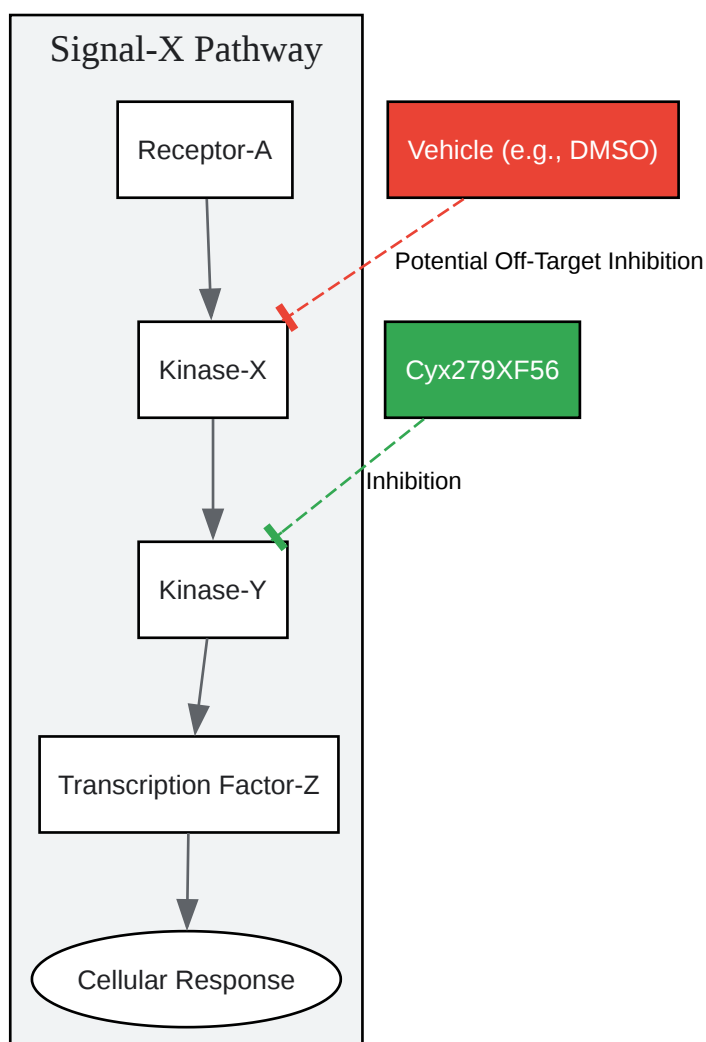 Signal-X Pathway
Receptor-A
Vehicle (e.g., DMSO)
Potential Off-Target Inhibition
Kinase-X
Cyx279XF56
Inhibition
Kinase-Y
Transcription Factor-Z
Cellular Response